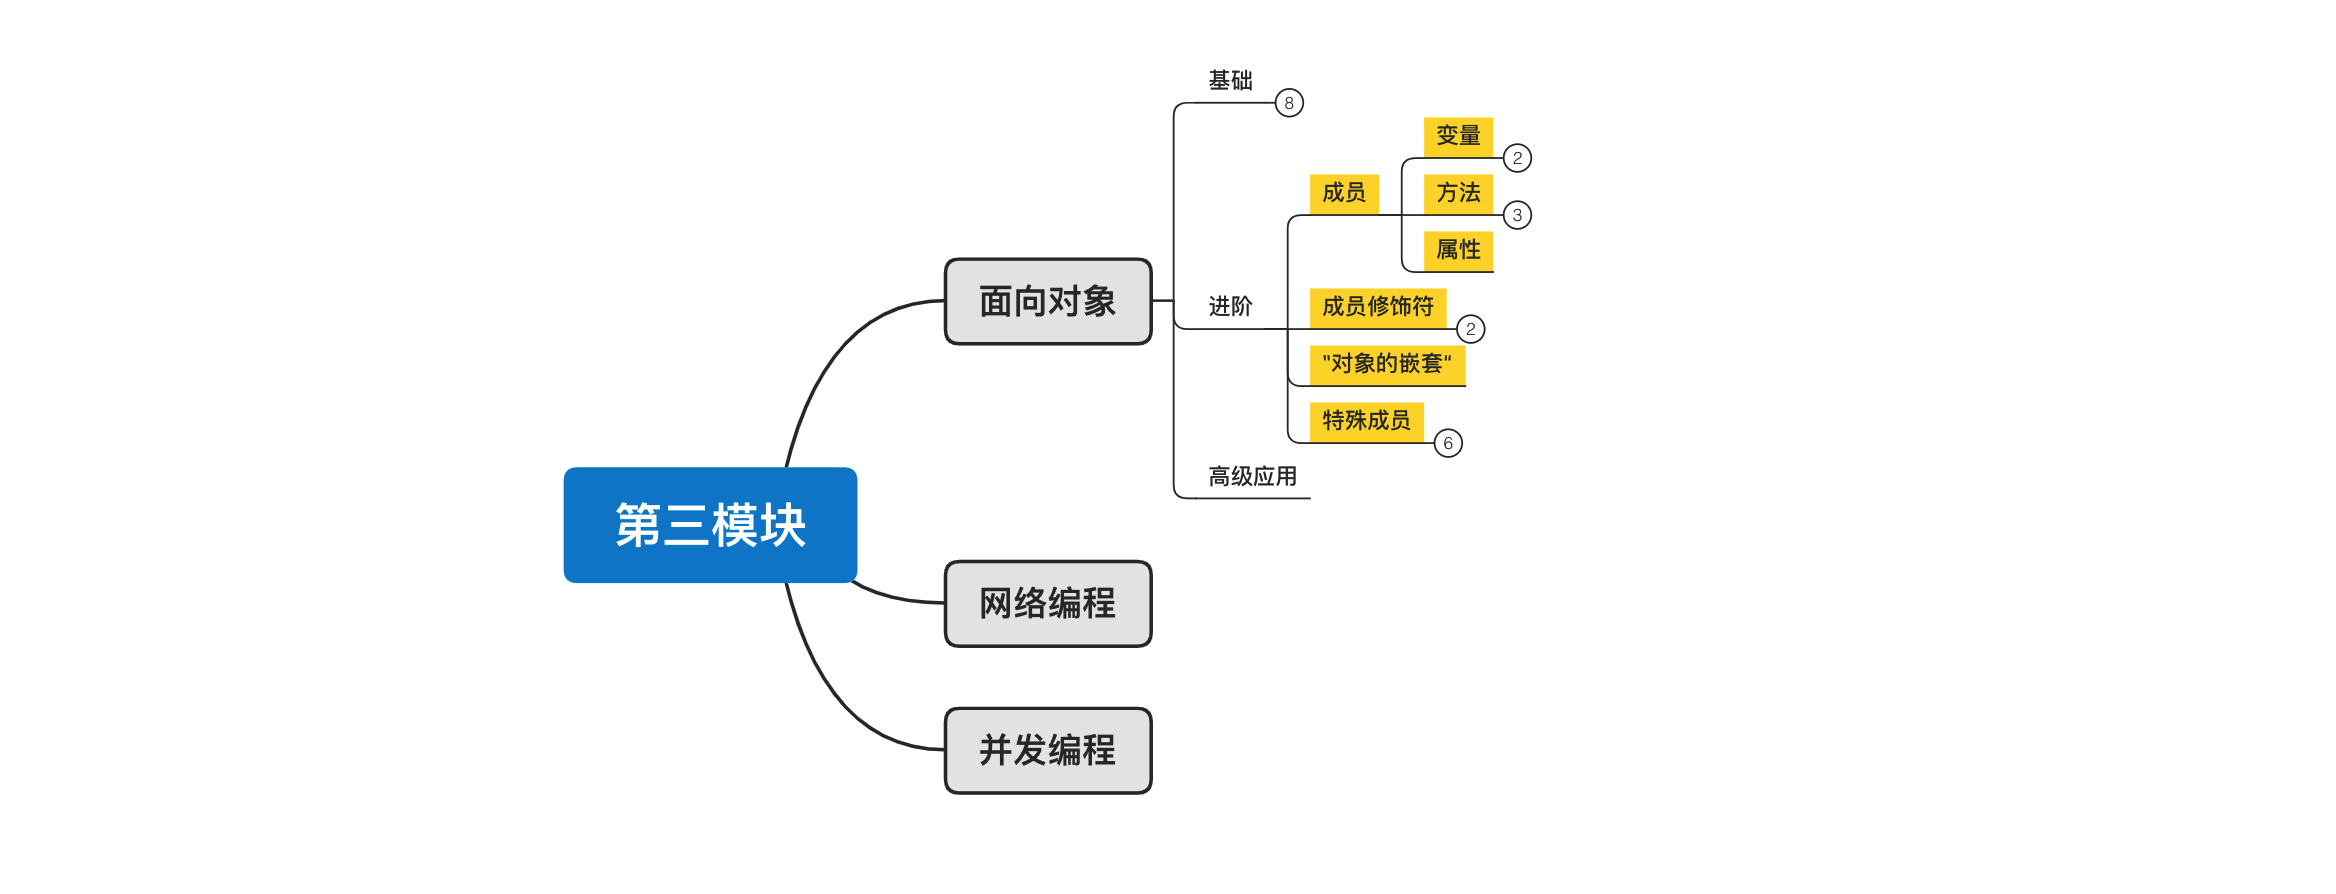 第三模块
面向对象
基础
8
进阶
成员
变量
2
方法
3
属性
成员修饰符
2
"对象的嵌套"
特殊成员
6
高级应用
网络编程
并发编程